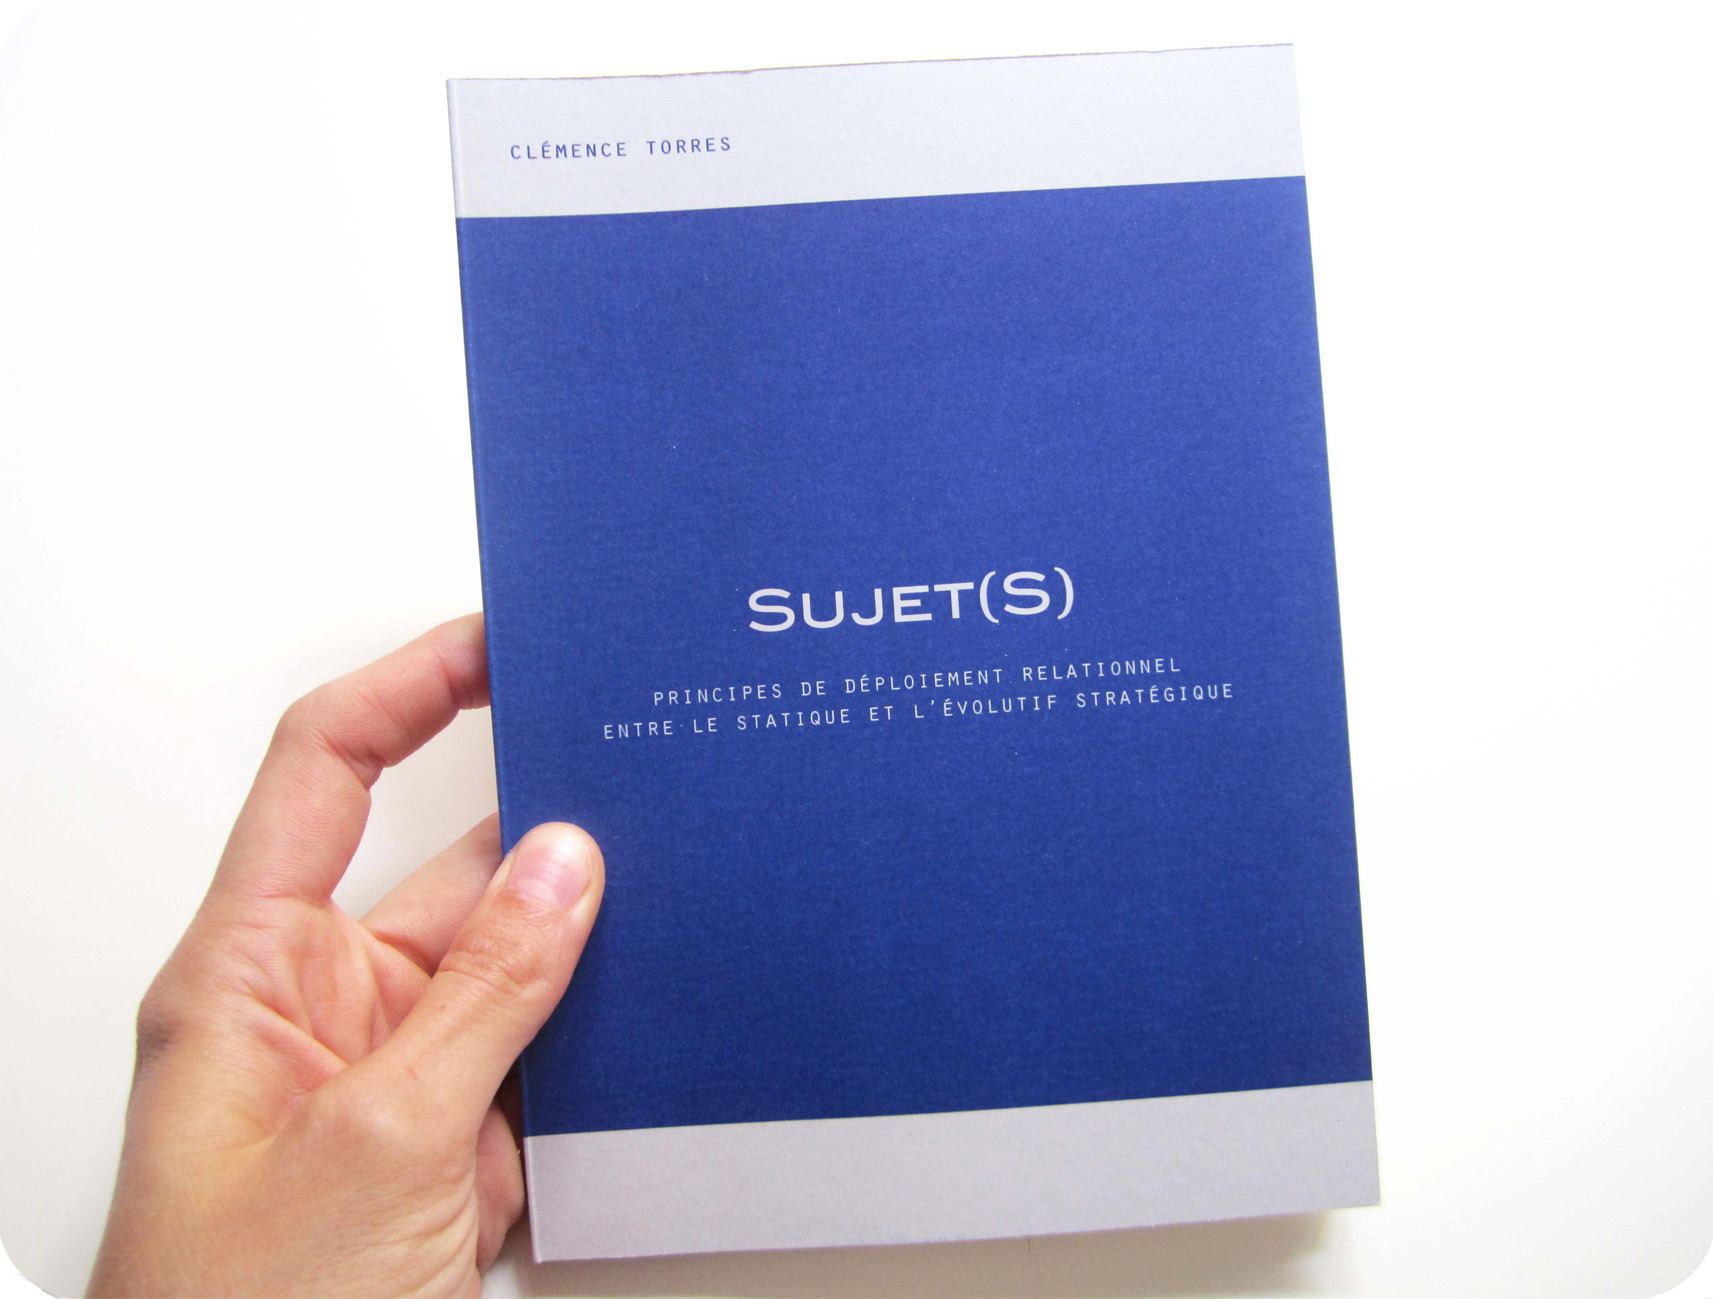 CLÉMENCE TORRES
SUJET(S)
PRINCIPES DE DÉPLOIEMENT RELATIONNEL
ENTRE LE STATIQUE ET L'ÉVOLUTIF STRATÉGIQUE